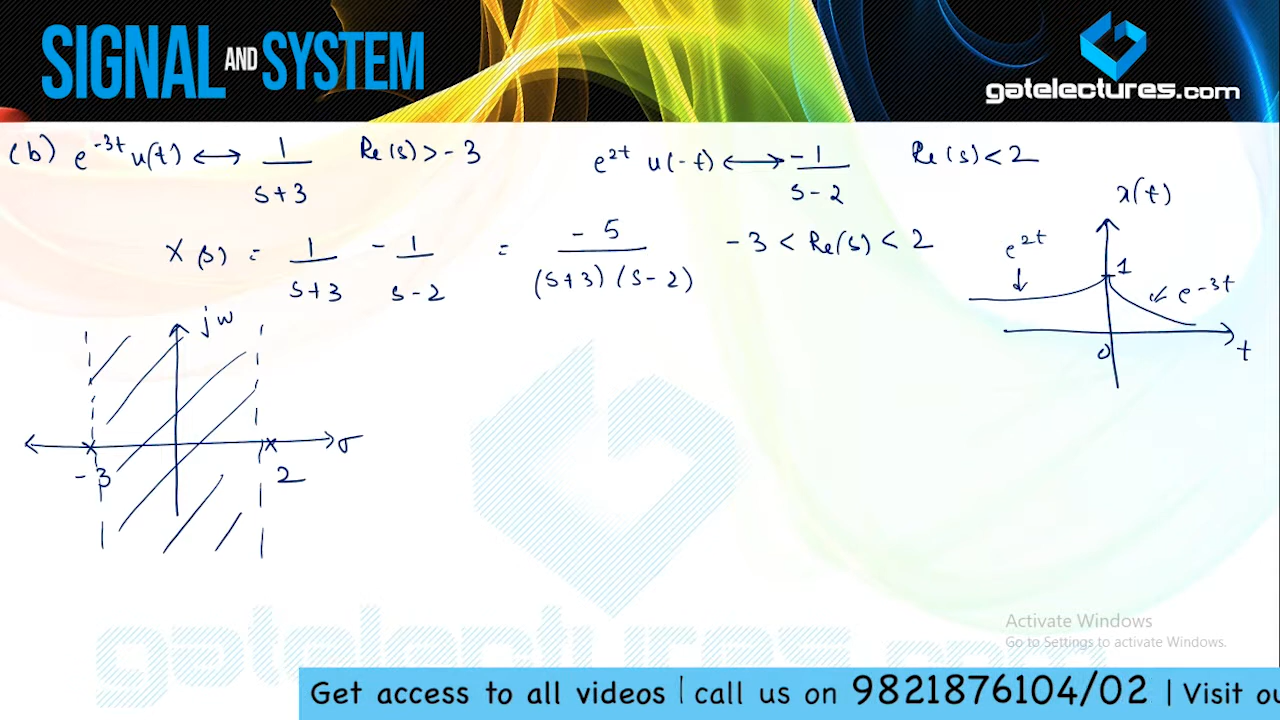 SIGNAL AND SYSTEM
gatelectures.com
(b) e^-3t u(t) ↔ 1/(s+3) Re(s) > -3 e^2t u(-t) ↔ -1/(s-2) Re(s) < 2
X(s) = 1/(s+3) - 1/(s-2) = -5/((s+3)(s-2)) -3 < Re(s) < 2
x(t)
e^2t
1
e^-3t
0
t
jω
σ
-3
2
gatelectures.com
Activate Windows
Go to Settings to activate Windows.
Get access to all videos | call us on 9821876104/02 | Visit ou